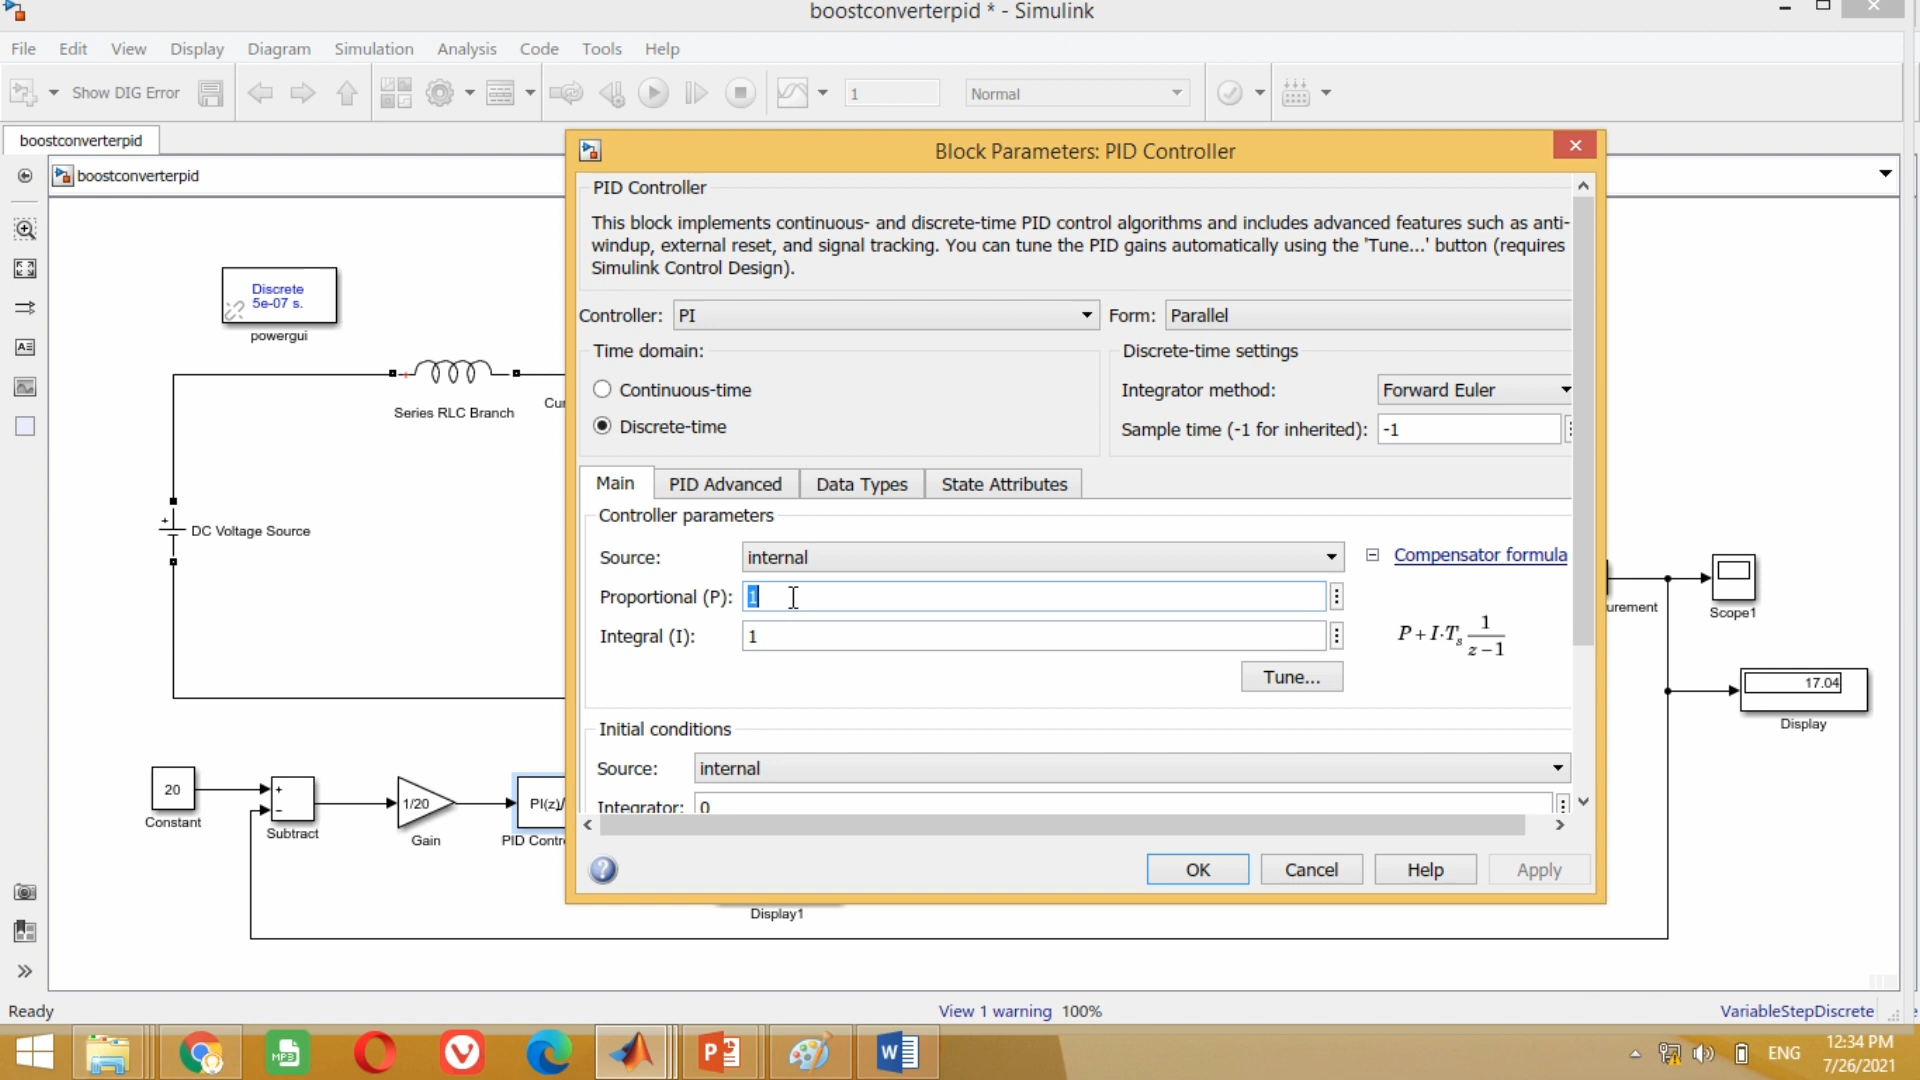 boostconverterpid * - Simulink
File Edit View Display Diagram Simulation Analysis Code Tools Help
Show DIG Error
1
Normal
boostconverterpid
boostconverterpid
Block Parameters: PID Controller
PID Controller
This block implements continuous- and discrete-time PID control algorithms and includes advanced features such as anti-
windup, external reset, and signal tracking. You can tune the PID gains automatically using the 'Tune...' button (requires
Simulink Control Design).
Controller: PI
Form: Parallel
Time domain:
Continuous-time
Discrete-time
Discrete-time settings
Integrator method: Forward Euler
Sample time (-1 for inherited): -1
Main
PID Advanced
Data Types
State Attributes
Controller parameters
Source: internal
Compensator formula
Proportional (P): 1
Integral (I): 1
P+I·Ts 1/(z−1)
Tune...
Initial conditions
Source: internal
Integrator: 0
OK
Cancel
Help
Apply
Discrete
5e-07 s.
powergui
Series RLC Branch
Cur
+
DC Voltage Source
urement
Scope1
17.04
Display
20
Constant
+
−
Subtract
1/20
Gain
PI(z)
PID Contr
Display1
Ready
View 1 warning
100%
VariableStepDiscrete
MP3
P
W
ENG
12:34 PM
7/26/2021